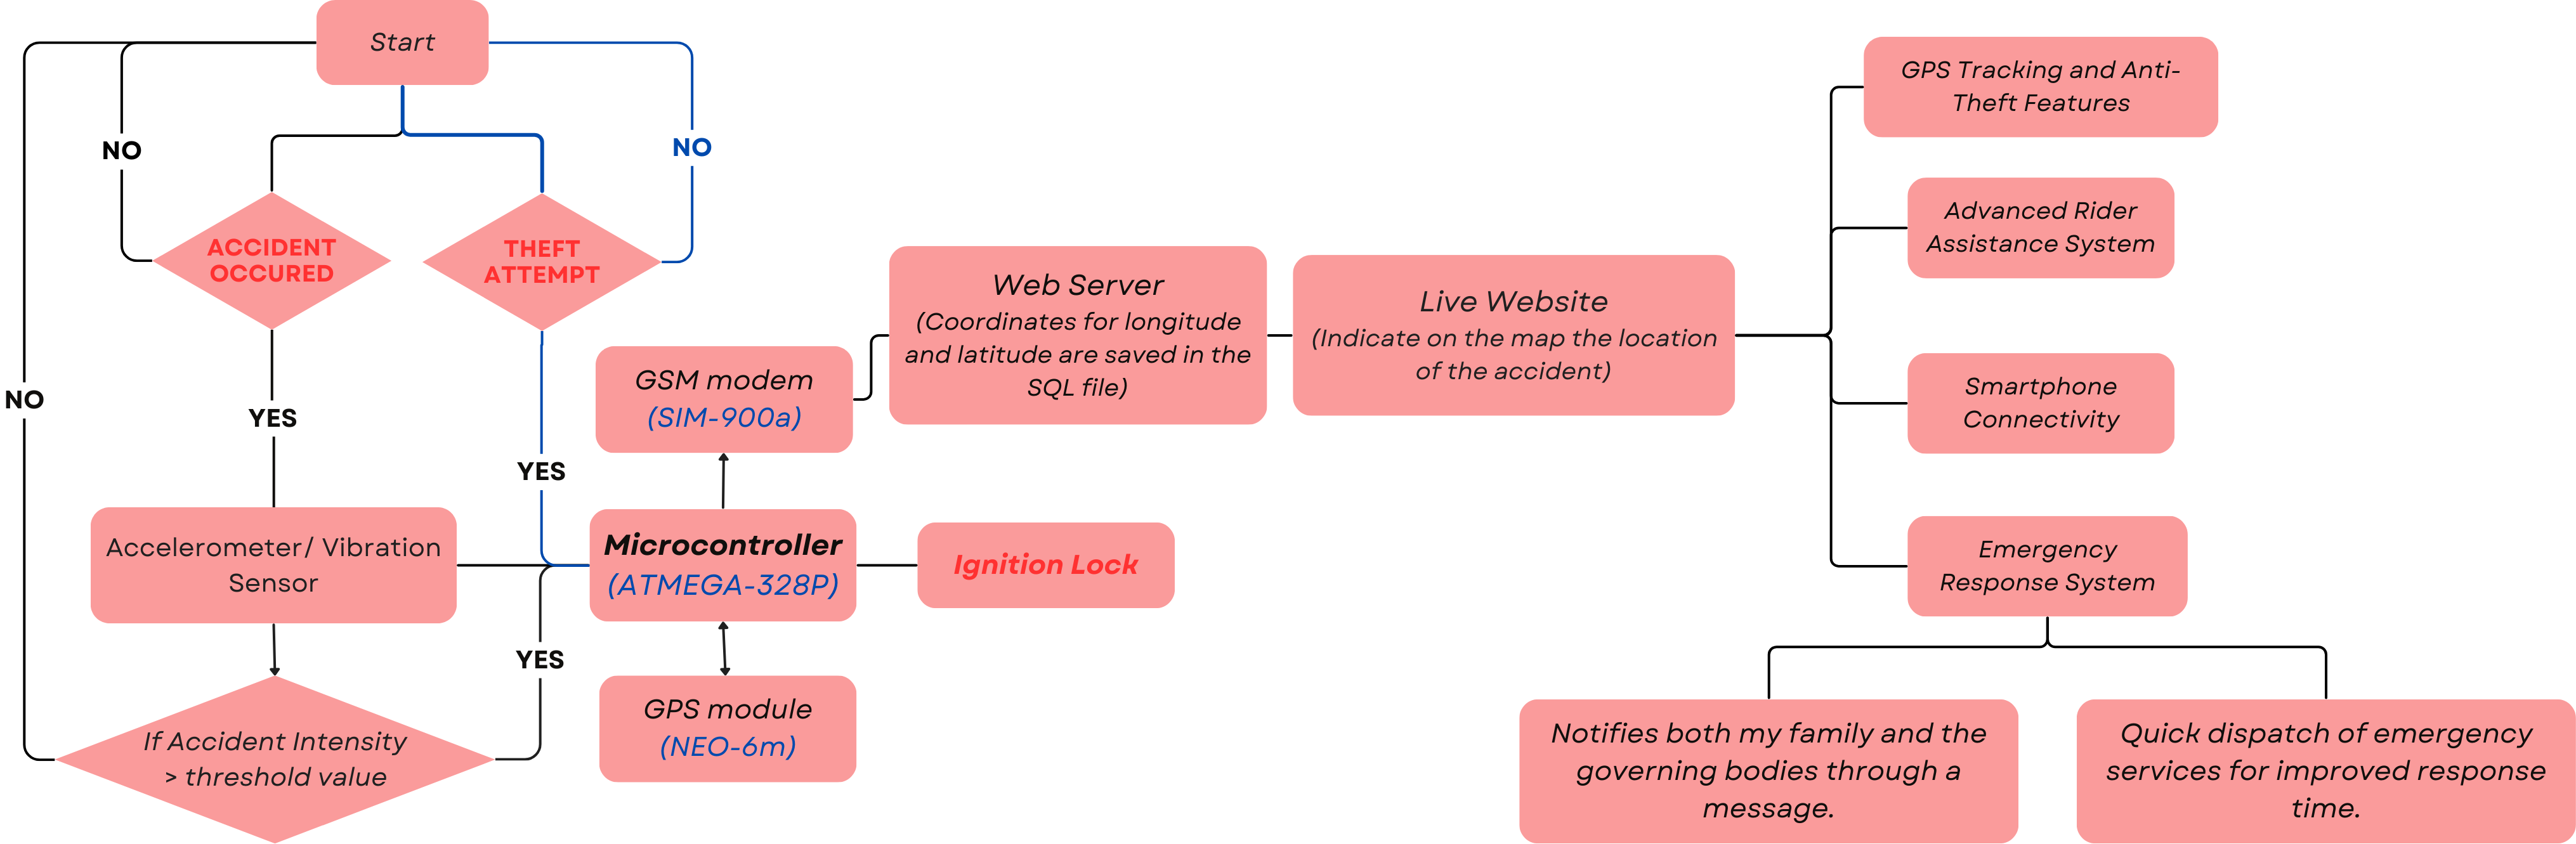 Start
NO
NO
NO
ACCIDENT
OCCURED
THEFT
ATTEMPT
YES
YES
Accelerometer/ Vibration
Sensor
If Accident Intensity
> threshold value
YES
GSM modem
(SIM-900a)
Microcontroller
(ATMEGA-328P)
GPS module
(NEO-6m)
Ignition Lock
Web Server
(Coordinates for longitude
and latitude are saved in the
SQL file)
Live Website
(Indicate on the map the location
of the accident)
GPS Tracking and Anti-
Theft Features
Advanced Rider
Assistance System
Smartphone
Connectivity
Emergency
Response System
Notifies both my family and the
governing bodies through a
message.
Quick dispatch of emergency
services for improved response
time.